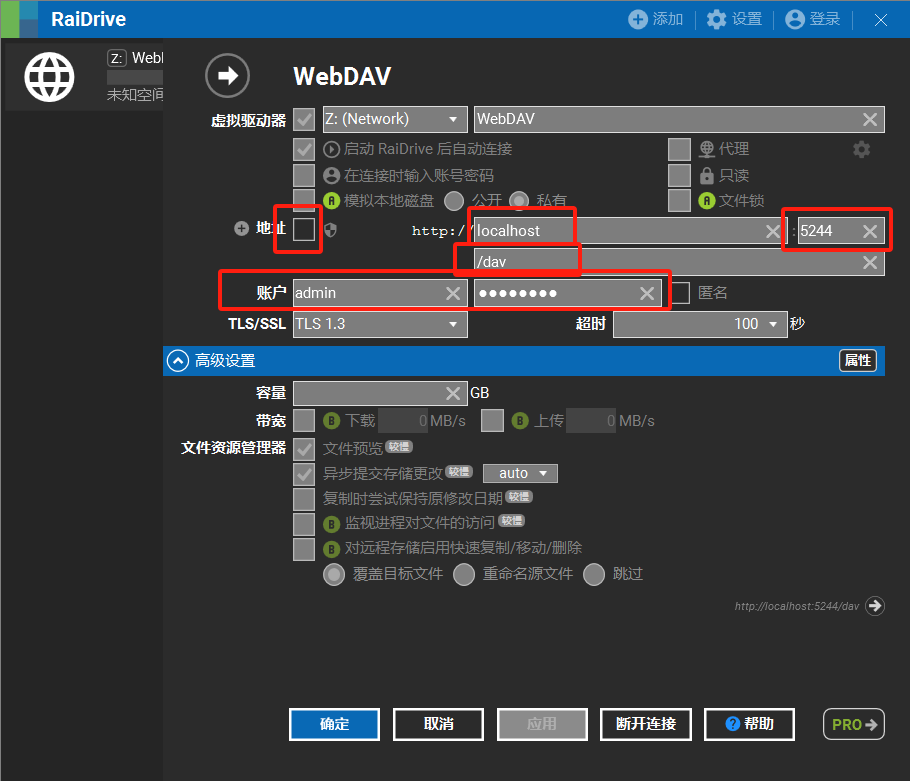 RaiDrive
添加 设置 登录
Z: WebI
未知空间
WebDAV
虚拟驱动器 Z: (Network) WebDAV
启动 RaiDrive 后自动连接 代理
在连接时输入账号密码 只读
A 模拟本地磁盘 公开 私有 A 文件锁
地址 http:// localhost : 5244
/dav
账户 admin ●●●●●●●● 匿名
TLS/SSL TLS 1.3 超时 100 秒
高级设置 属性
容量 GB
带宽 B 下载 0 MB/s B 上传 0 MB/s
文件资源管理器 文件预览 较慢
异步提交存储更改 较慢 auto
复制时尝试保持原修改日期 较慢
B 监视进程对文件的访问 较慢
B 对远程存储启用快速复制/移动/删除
覆盖目标文件 重命名源文件 跳过
http://localhost:5244/dav
确定 取消 应用 断开连接 ? 帮助 PRO